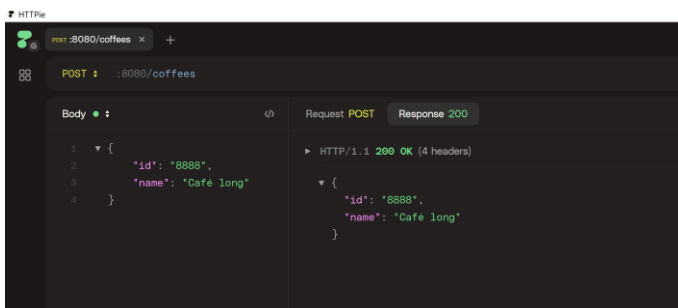 HTTPie
POST :8080/coffees × +
POST :8080/coffees
Body </>
Request POST Response 200
1 ▼ {
2 "id": "8888",
3 "name": "Café long"
4 }
▶ HTTP/1.1 200 OK (4 headers)
▼ {
"id": "8888",
"name": "Café long"
}